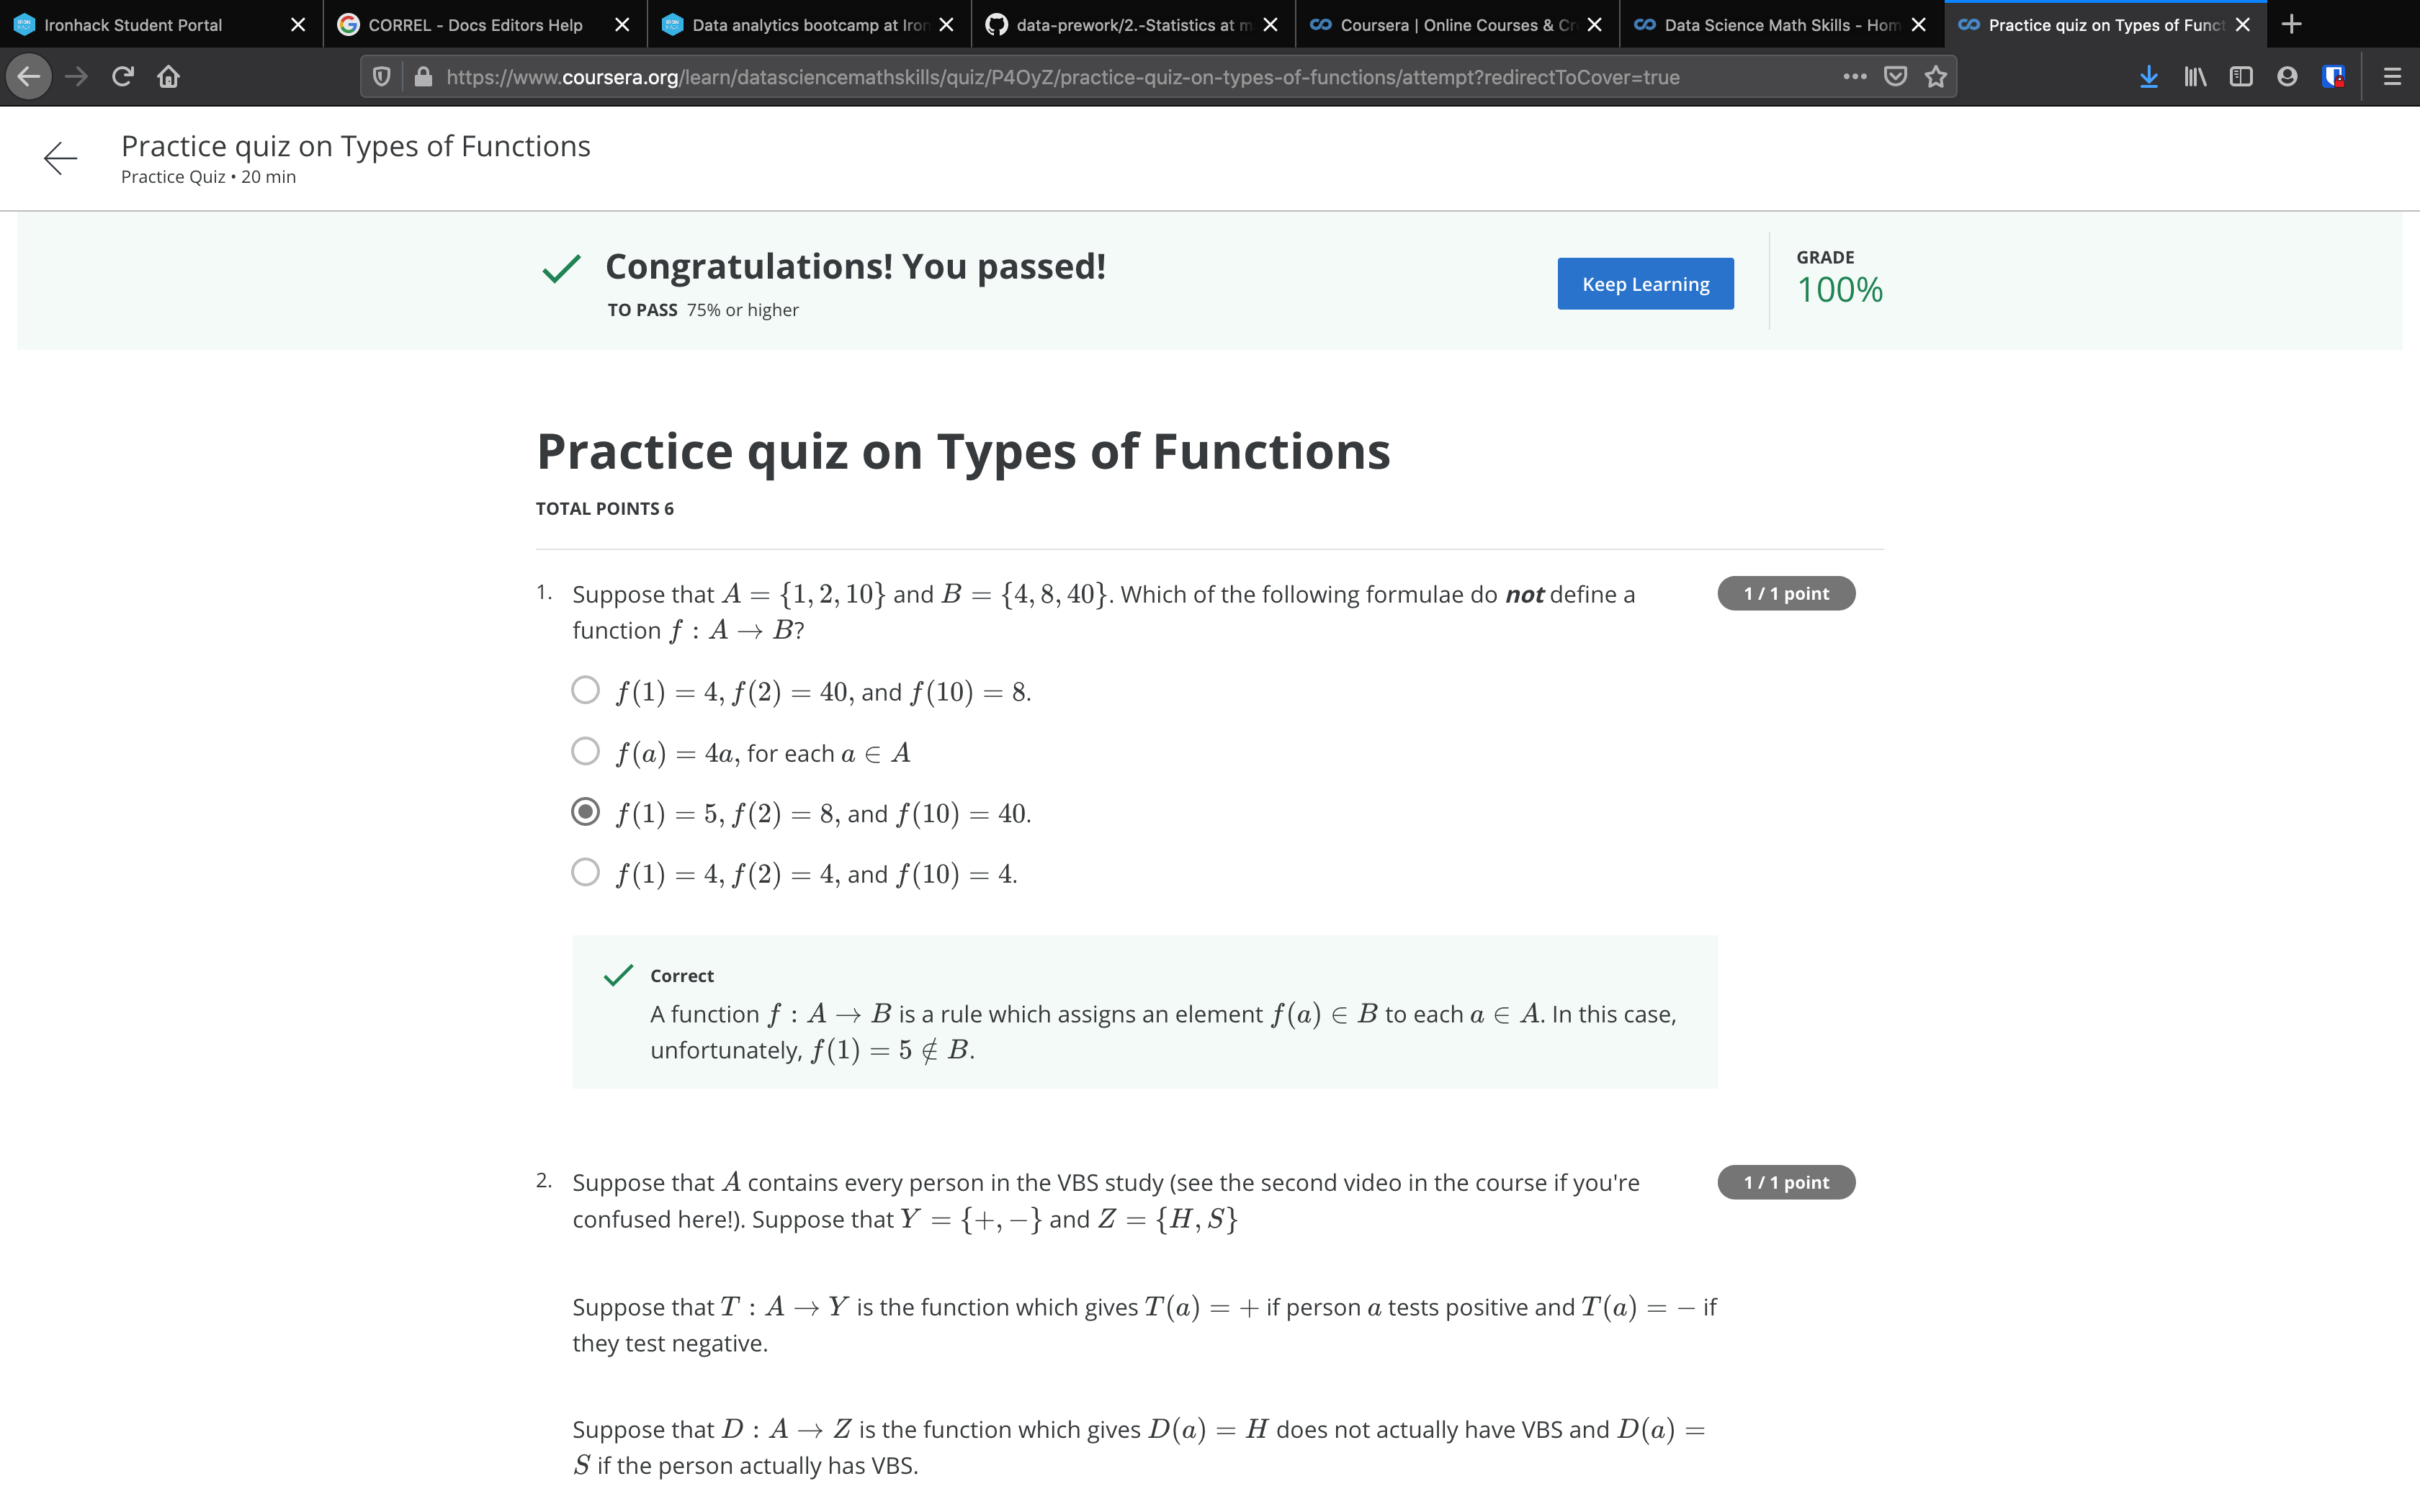 Ironhack Student Portal
CORREL - Docs Editors Help
Data analytics bootcamp at Iron
data-prework/2.-Statistics at m
Coursera | Online Courses & Cr
Data Science Math Skills - Hom
Practice quiz on Types of Funct
https://www.coursera.org/learn/datasciencemathskills/quiz/P4OyZ/practice-quiz-on-types-of-functions/attempt?redirectToCover=true
Practice quiz on Types of Functions
Practice Quiz • 20 min
Congratulations! You passed!
TO PASS 75% or higher
Keep Learning
GRADE
100%
Practice quiz on Types of Functions
TOTAL POINTS 6
1. Suppose that A = {1, 2, 10} and B = {4, 8, 40}. Which of the following formulae do not define a
function f : A → B?
1 / 1 point
f(1) = 4, f(2) = 40, and f(10) = 8.
f(a) = 4a, for each a ∈ A
f(1) = 5, f(2) = 8, and f(10) = 40.
f(1) = 4, f(2) = 4, and f(10) = 4.
Correct
A function f : A → B is a rule which assigns an element f(a) ∈ B to each a ∈ A. In this case,
unfortunately, f(1) = 5 ∉ B.
2. Suppose that A contains every person in the VBS study (see the second video in the course if you're
confused here!). Suppose that Y = {+, −} and Z = {H, S}
1 / 1 point
Suppose that T : A → Y is the function which gives T(a) = + if person a tests positive and T(a) = − if
they test negative.
Suppose that D : A → Z is the function which gives D(a) = H does not actually have VBS and D(a) =
S if the person actually has VBS.